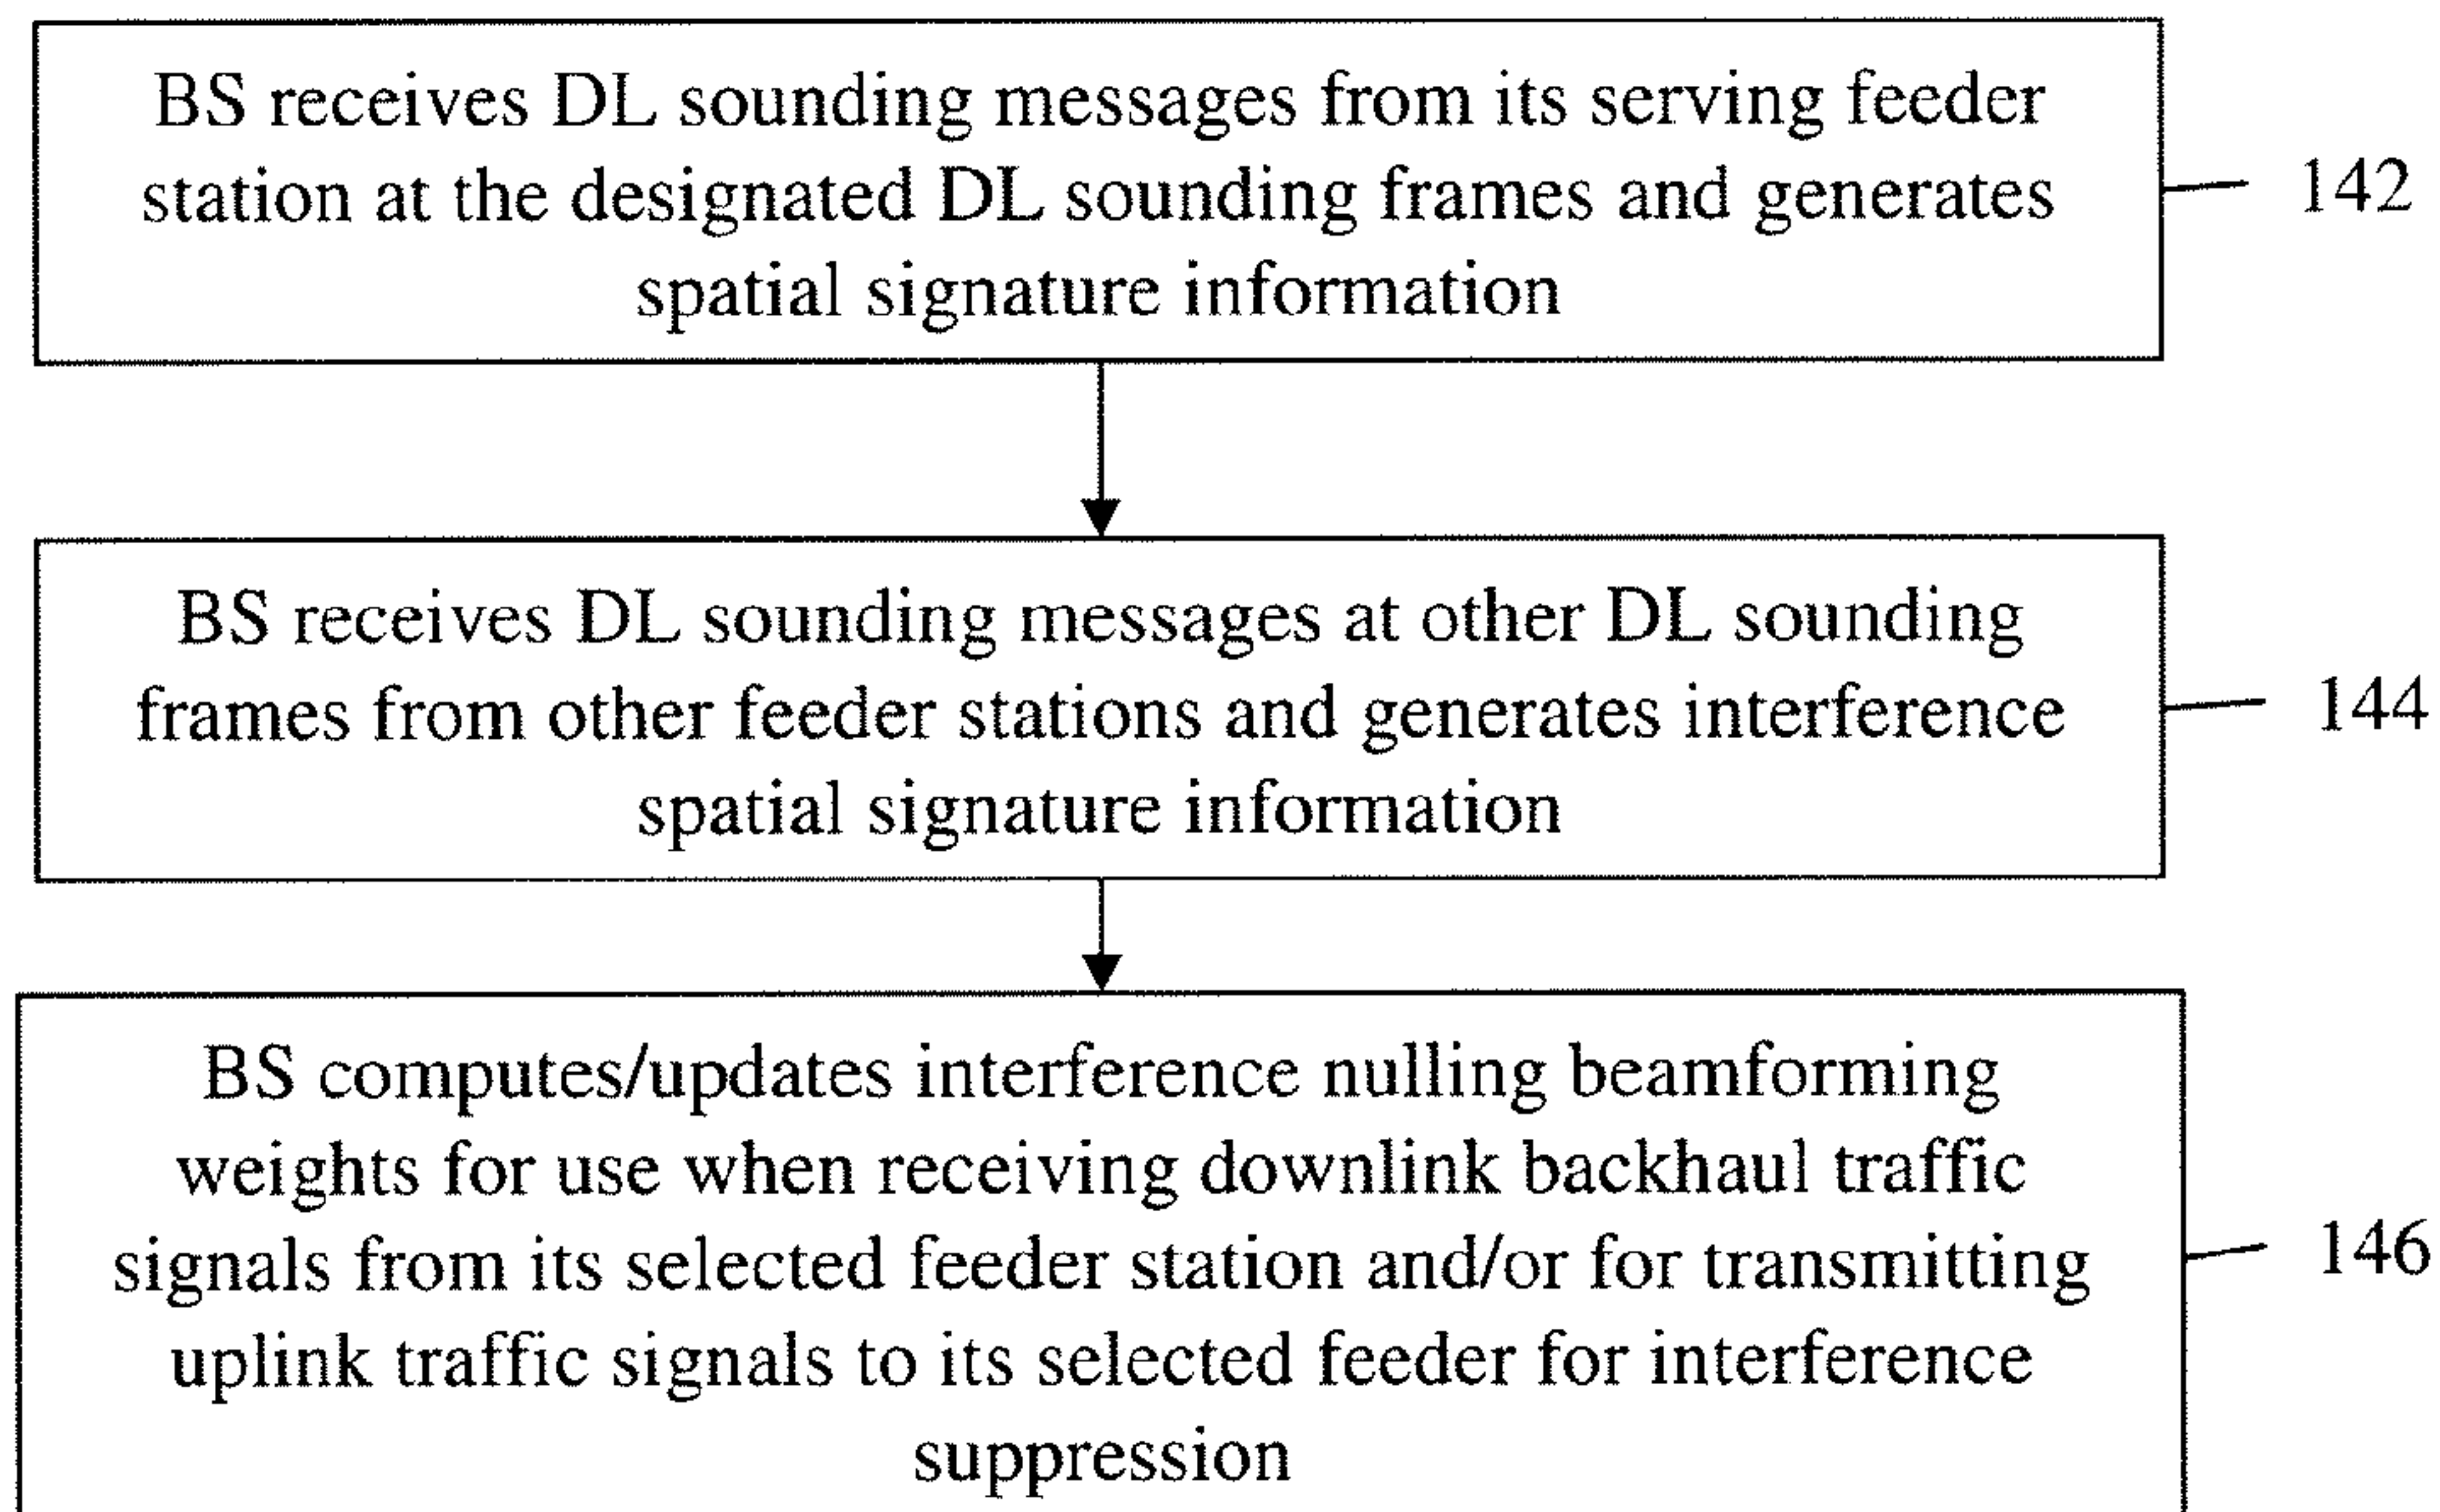 BS receives DL sounding messages from its serving feeder
station at the designated DL sounding frames and generates
spatial signature information
142
BS receives DL sounding messages at other DL sounding
frames from other feeder stations and generates interference
spatial signature information
144
BS computes/updates interference nulling beamforming
weights for use when receiving downlink backhaul traffic
signals from its selected feeder station and/or for transmitting
uplink traffic signals to its selected feeder for interference
suppression
146